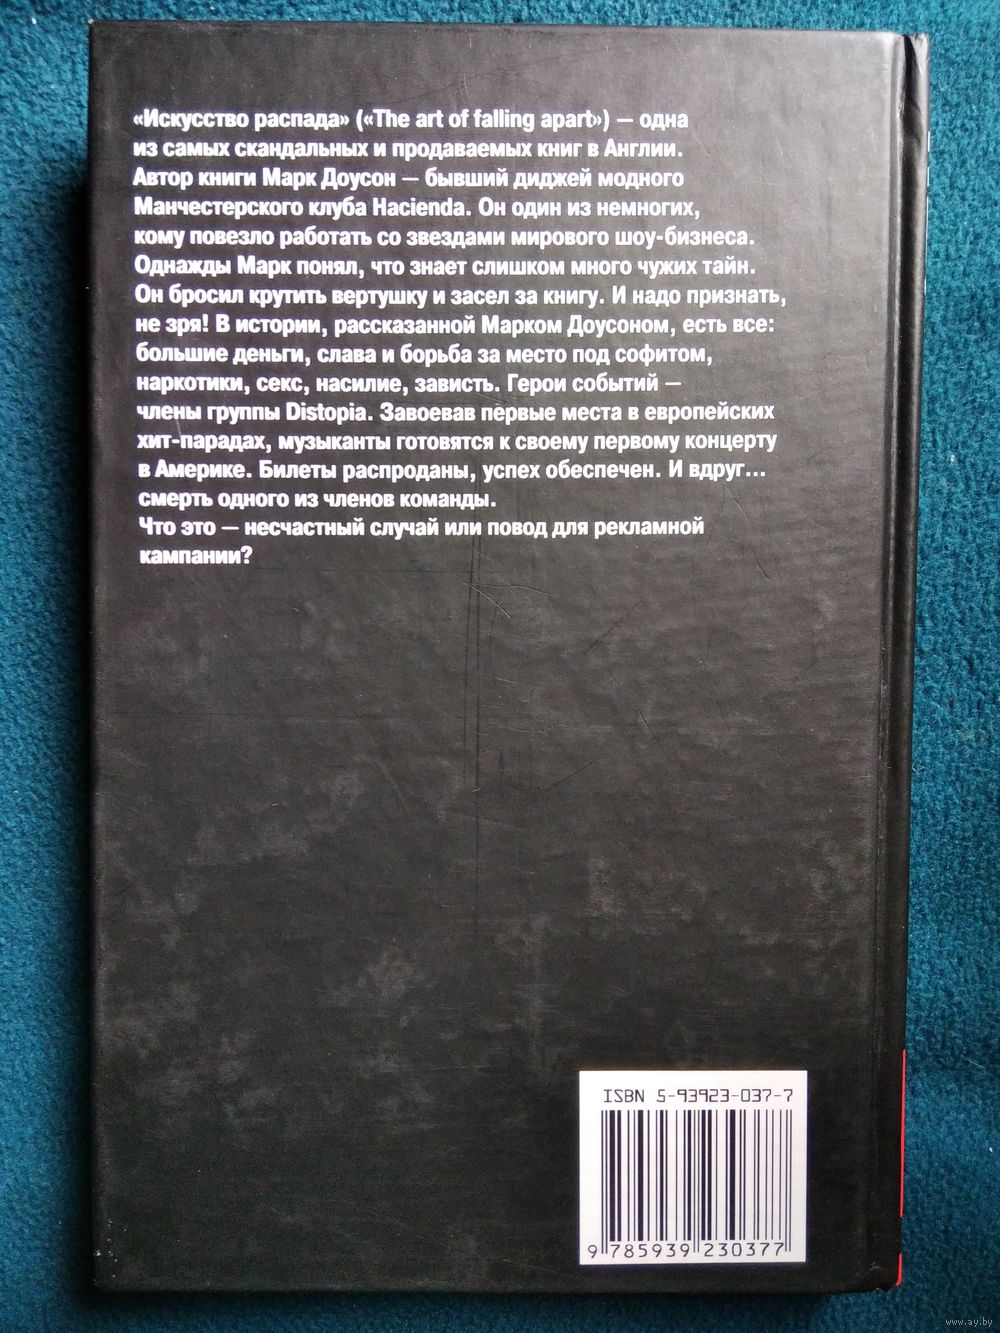 «Искусство распада» («The art of falling apart») — одна
из самых скандальных и продаваемых книг в Англии.
Автор книги Марк Доусон — бывший диджей модного
Манчестерского клуба Hacienda. Он один из немногих,
кому повезло работать со звездами мирового шоу-бизнеса.
Однажды Марк понял, что знает слишком много чужих тайн.
Он бросил крутить вертушку и засел за книгу. И надо признать,
не зря! В истории, рассказанной Марком Доусоном, есть все:
большие деньги, слава и борьба за место под софитом,
наркотики, секс, насилие, зависть. Герои событий —
члены группы Distopia. Завоевав первые места в европейских
хит-парадах, музыканты готовятся к своему первому концерту
в Америке. Билеты распроданы, успех обеспечен. И вдруг...
смерть одного из членов команды.
Что это — несчастный случай или повод для рекламной
кампании?
ISBN 5-93923-037-7
9 785939 230377
www.ay.by